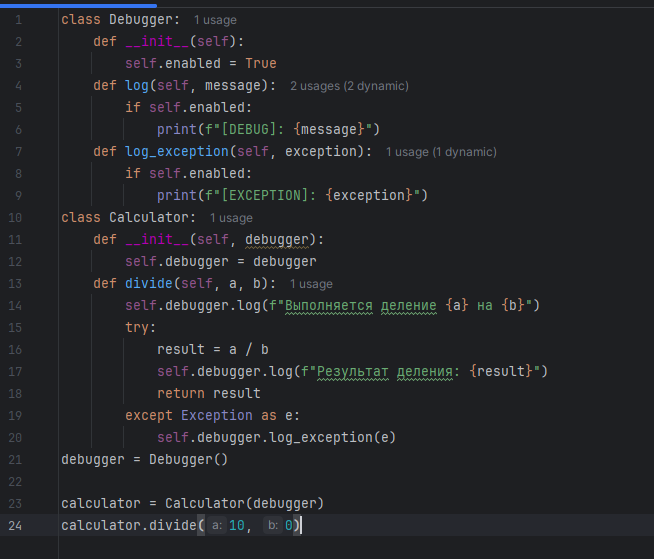 1 class Debugger: 1 usage
2 def __init__(self):
3 self.enabled = True
4 def log(self, message): 2 usages (2 dynamic)
5 if self.enabled:
6 print(f"[DEBUG]: {message}")
7 def log_exception(self, exception): 1 usage (1 dynamic)
8 if self.enabled:
9 print(f"[EXCEPTION]: {exception}")
10 class Calculator: 1 usage
11 def __init__(self, debugger):
12 self.debugger = debugger
13 def divide(self, a, b): 1 usage
14 self.debugger.log(f"Выполняется деление {a} на {b}")
15 try:
16 result = a / b
17 self.debugger.log(f"Результат деления: {result}")
18 return result
19 except Exception as e:
20 self.debugger.log_exception(e)
21 debugger = Debugger()
22
23 calculator = Calculator(debugger)
24 calculator.divide( a: 10, b: 0)